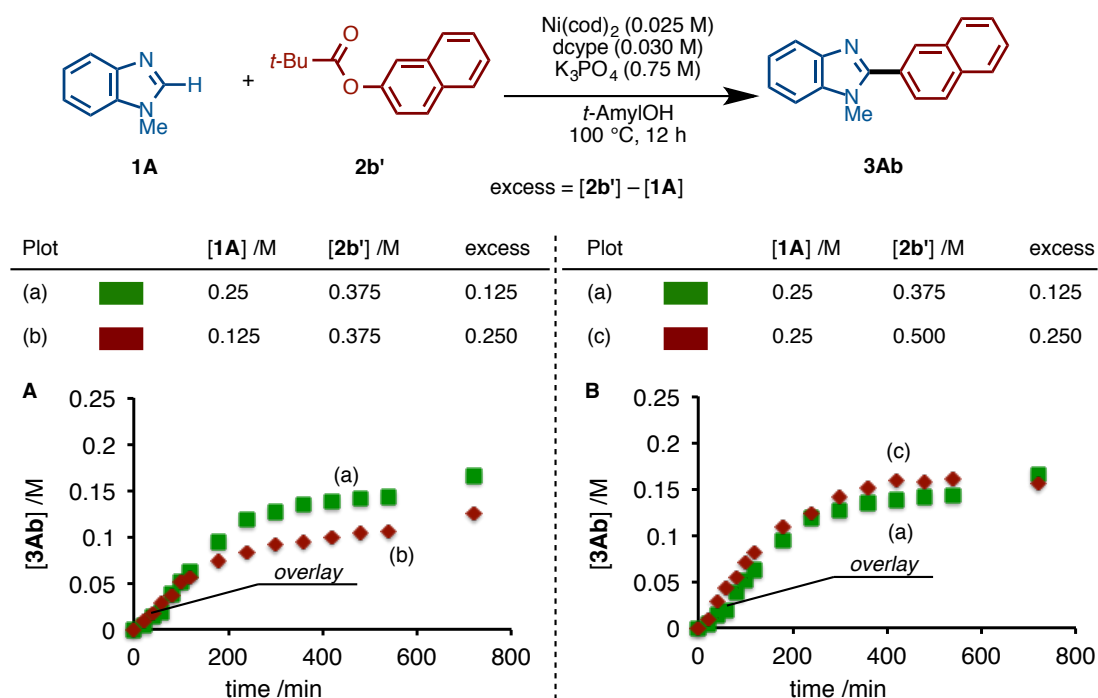 t-Bu
O
O
N
N
H
Me
+
Ni(cod)2 (0.025 M)
dcype (0.030 M)
K3PO4 (0.75 M)
t-AmylOH
100 °C, 12 h
N
N
Me
1A
2b'
3Ab
excess = [2b'] – [1A]
Plot [1A] /M [2b'] /M excess
(a) 0.25 0.375 0.125
(b) 0.125 0.375 0.250
Plot [1A] /M [2b'] /M excess
(a) 0.25 0.375 0.125
(c) 0.25 0.500 0.250
A
[3Ab] /M
0.25
0.2
0.15
0.1
0.05
0
(a)
(b)
overlay
0 200 400 600 800
time /min
B
[3Ab] /M
0.25
0.2
0.15
0.1
0.05
0
(c)
(a)
overlay
0 200 400 600 800
time /min